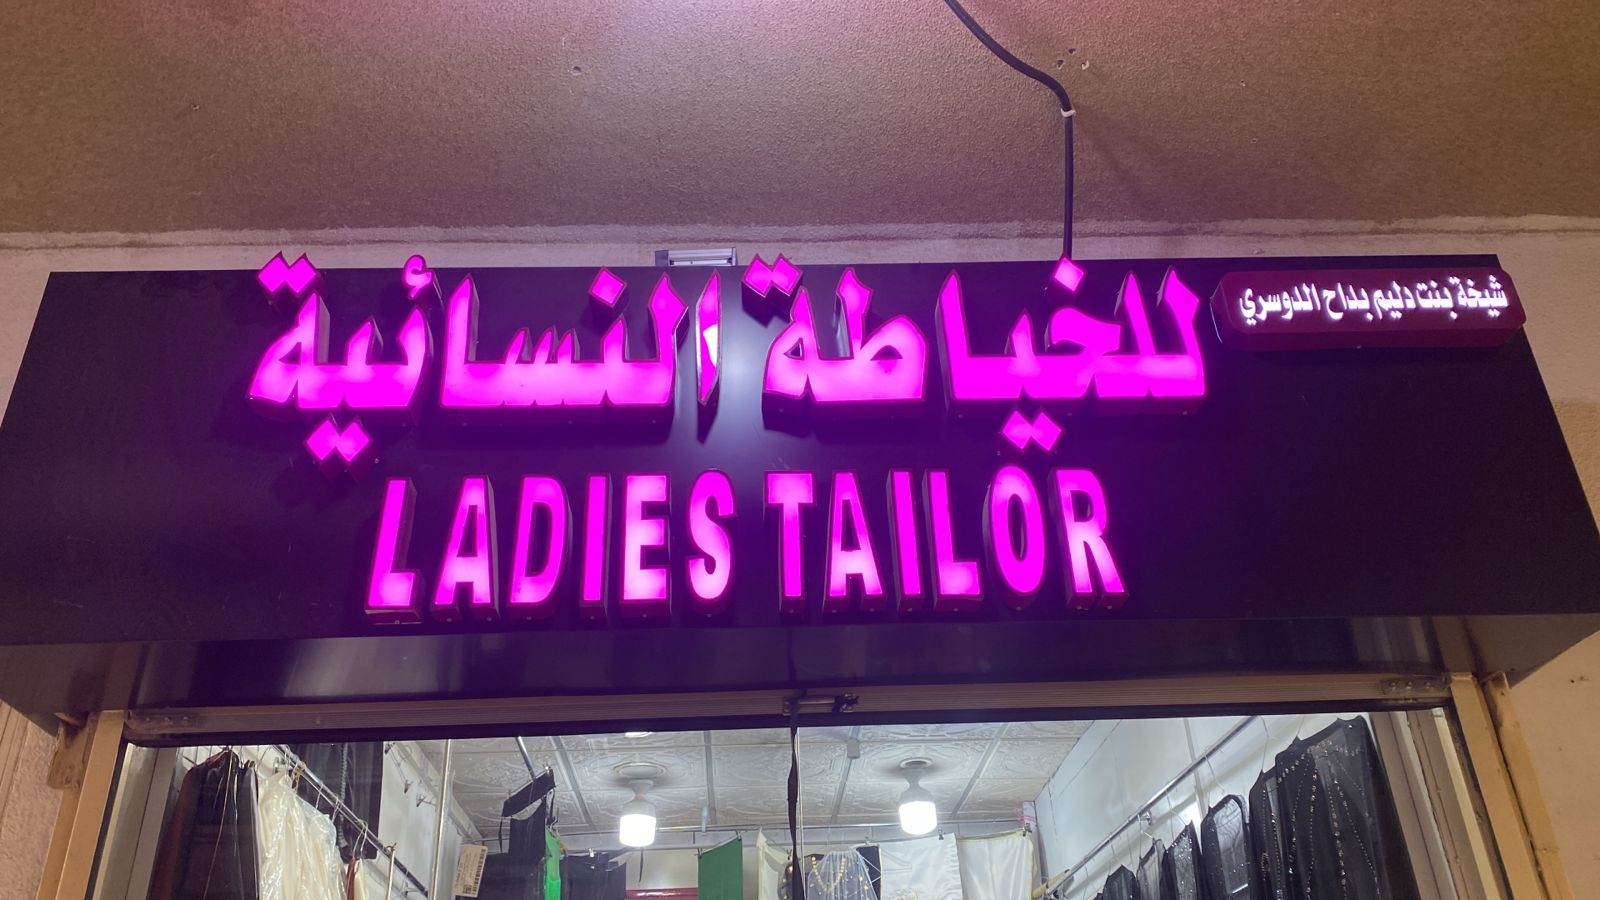 شيخة بنت دليم بداح الدوسري
للخياطة النسائية
LADIES TAILOR